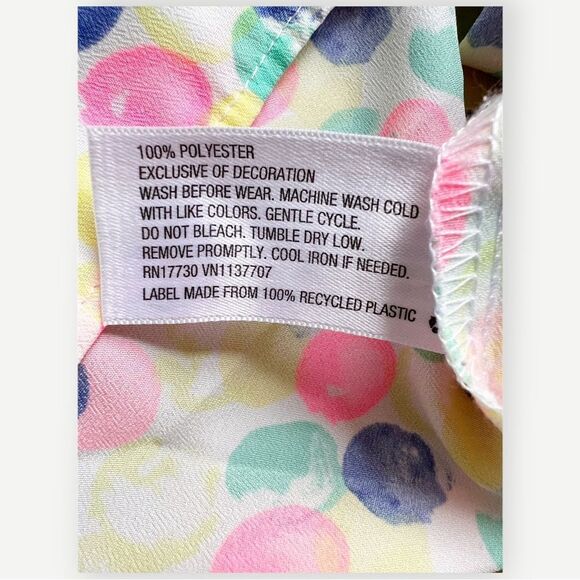 100% POLYESTER
EXCLUSIVE OF DECORATION
WASH BEFORE WEAR. MACHINE WASH COLD
WITH LIKE COLORS. GENTLE CYCLE.
DO NOT BLEACH. TUMBLE DRY LOW.
REMOVE PROMPTLY. COOL IRON IF NEEDED.
RN17730 VN1137707
LABEL MADE FROM 100% RECYCLED PLASTIC